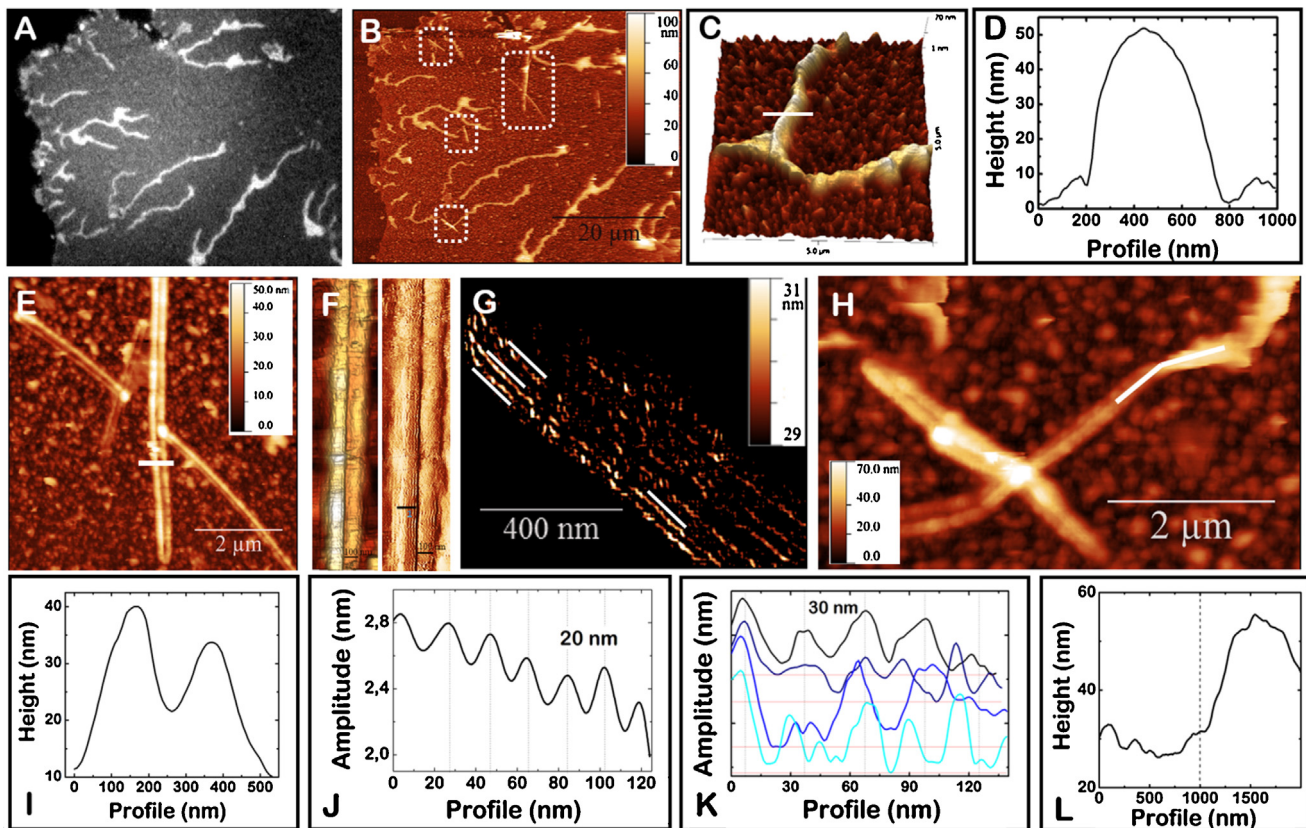 A
B
100
nm
80
60
40
20
0
20 µm
C
70 nm
1 nm
5.0 µm
5.0 µm
D
Height (nm)
50
40
30
20
10
0
0 200 400 600 800 1000
Profile (nm)
E
50.0 nm
40.0
30.0
20.0
10.0
0.0
2 µm
F
100 nm
100 nm
G
31
nm
29
400 nm
H
70.0 nm
40.0
20.0
0.0
2 µm
I
Height (nm)
40
30
20
10
0 100 200 300 400 500
Profile (nm)
J
Amplitude (nm)
2,8
2,4
2,0
20 nm
0 20 40 60 80 100 120
Profile (nm)
K
Amplitude (nm)
30 nm
0 30 60 90 120
Profile (nm)
L
Height (nm)
60
40
20
0 500 1000 1500
Profile (nm)